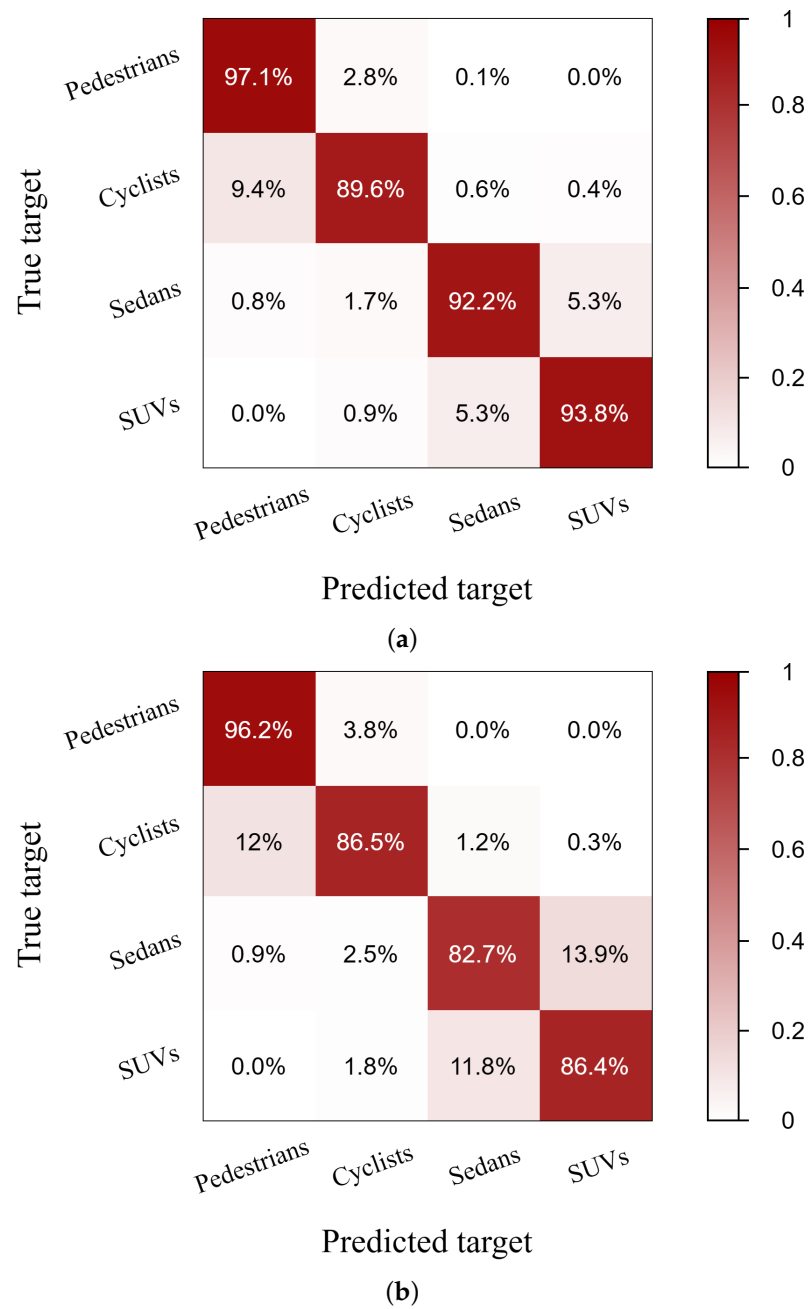 Pedestrians 97.1% 2.8% 0.1% 0.0%
Cyclists 9.4% 89.6% 0.6% 0.4%
Sedans 0.8% 1.7% 92.2% 5.3%
SUVs 0.0% 0.9% 5.3% 93.8%
True target
Pedestrians Cyclists Sedans SUVs
Predicted target
1
0.8
0.6
0.4
0.2
0
(a)
Pedestrians 96.2% 3.8% 0.0% 0.0%
Cyclists 12% 86.5% 1.2% 0.3%
Sedans 0.9% 2.5% 82.7% 13.9%
SUVs 0.0% 1.8% 11.8% 86.4%
True target
Pedestrians Cyclists Sedans SUVs
Predicted target
1
0.8
0.6
0.4
0.2
0
(b)